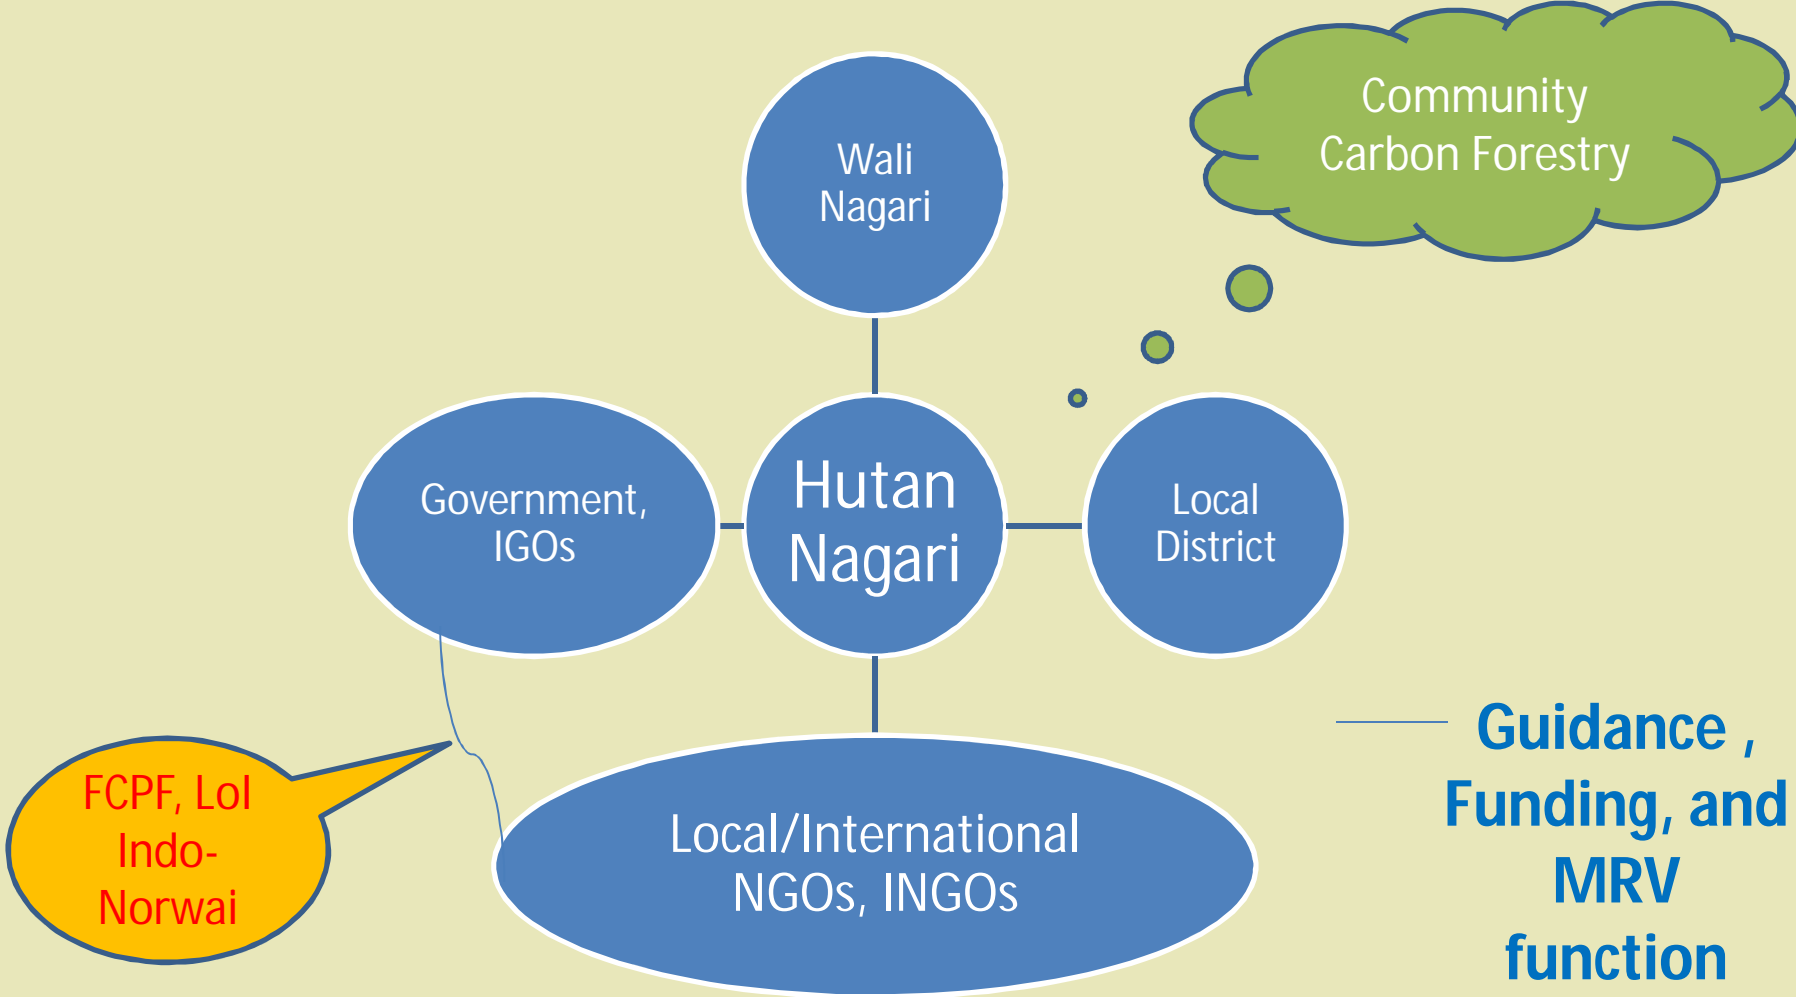 Community
Carbon Forestry
Wali
Nagari
Government,
IGOs
Hutan
Nagari
Local
District
FCPF, LoI
Indo-
Norwai
Local/International
NGOs, INGOs
Guidance ,
Funding, and
MRV
function